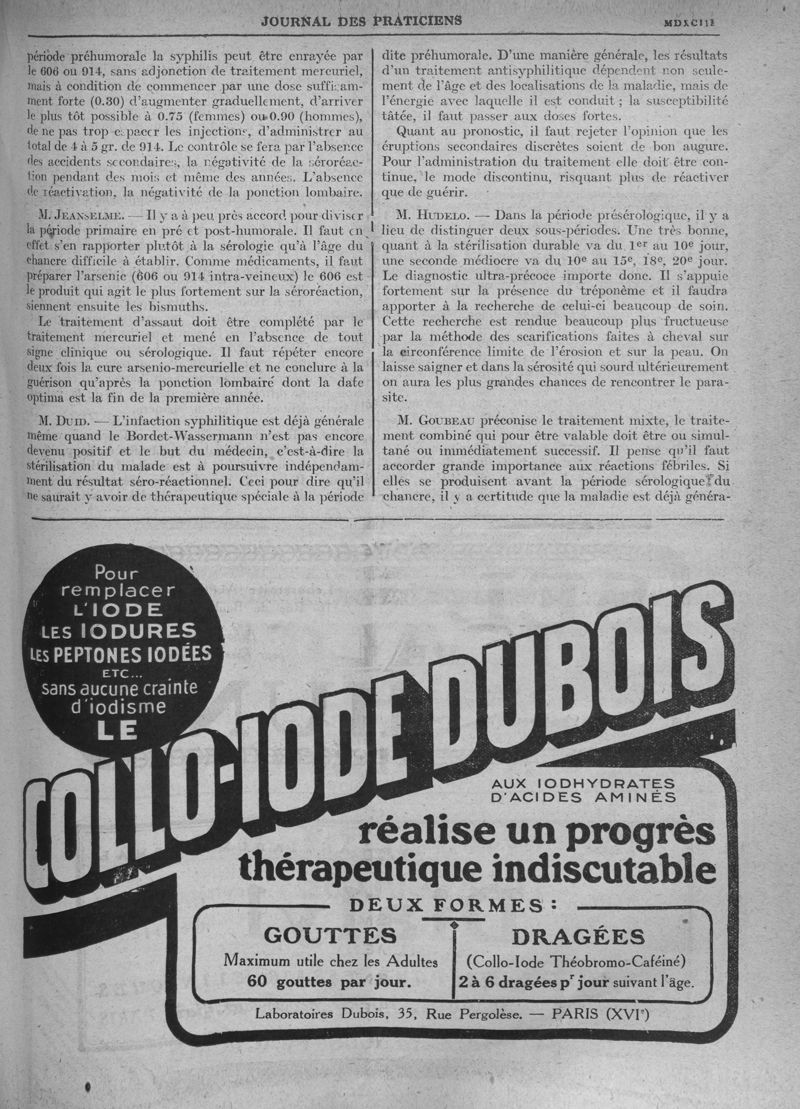 JOURNAL DES PRATICIENS
MDXCIII
période préhumorale la syphilis peut être enrayée par
le 606 ou 914, sans adjonction de traitement mercuriel,
mais à condition de commencer par une dose suffisam-
ment forte (0.30) d'augmenter graduellement, d'arriver
le plus tôt possible à 0.75 (femmes) ou 0.90 (hommes),
de ne pas trop espacer les injections, d'administrer au
total de 4 à 5 gr. de 914. Le contrôle se fera par l'absence
des accidents secondaires, la négativité de la séroréac-
tion pendant des mois et même des années. L'absence
de réactivation, la négativité de la ponction lombaire.
M. JEANSELME. — Il y a à peu près accord pour diviser
la période primaire en pré et post-humorale. Il faut en
effet s'en rapporter plutôt à la sérologie qu'à l'âge du
chancre difficile à établir. Comme médicaments, il faut
préparer l'arsenic (606 ou 914 intra-veineux) le 606 est
le produit qui agit le plus fortement sur la séroréaction,
siennent ensuite les bismuths.
Le traitement d'assaut doit être complété par le
traitement mercuriel et mené en l'absence de tout
signe clinique ou sérologique. Il faut répéter encore
deux fois la cure arsenio-mercurielle et ne conclure à la
guérison qu'après la ponction lombaire dont la date
optima est la fin de la première année.
M. DUID. — L'infaction syphilitique est déjà générale
même quand le Bordet-Wassermann n'est pas encore
devenu positif et le but du médecin, c'est-à-dire la
stérilisation du malade est à poursuivre indépendam-
ment du résultat séro-réactionnel. Ceci pour dire qu'il
ne saurait y avoir de thérapeutique spéciale à la période
dite préhumorale. D'une manière générale, les résultats
d'un traitement antisyphilitique dépendent non seule-
ment de l'âge et des localisations de la maladie, mais de
l'énergie avec laquelle il est conduit ; la susceptibilité
tâtée, il faut passer aux doses fortes.
Quant au pronostic, il faut rejeter l'opinion que les
éruptions secondaires discrètes soient de bon augure.
Pour l'administration du traitement elle doit être con-
tinue, le mode discontinu, risquant plus de réactiver
que de guérir.
M. HUDELO. — Dans la période présérologique, il y a
lieu de distinguer deux sous-périodes. Une très bonne,
quant à la stérilisation durable va du 1er au 10e jour,
une seconde médiocre va du 10e au 15e, 18e, 20e jour.
Le diagnostic ultra-précoce importe donc. Il s'appuie
fortement sur la présence du tréponème et il faudra
apporter à la recherche de celui-ci beaucoup de soin.
Cette recherche est rendue beaucoup plus fructueuse
par la méthode des scarifications faites à cheval sur
la circonférence limite de l'érosion et sur la peau. On
laisse saigner et dans la sérosité qui sourd ultérieurement
on aura les plus grandes chances de rencontrer le para-
site.
M. GOUBEAU préconise le traitement mixte, le traite-
ment combiné qui pour être valable doit être ou simul-
tané ou immédiatement successif. Il pense qu'il faut
accorder grande importance aux réactions fébriles. Si
elles se produisent avant la période sérologique du
chancre, il y a certitude que la maladie est déjà généra-
Pour
remplacer
L'IODE
LES IODURES
LES PEPTONES IODÉES
ETC...
sans aucune crainte
d'iodisme
LE
COLLO-IODE DUBOIS
AUX IODHYDRATES
D'ACIDES AMINÉS
réalise un progrès
thérapeutique indiscutable
DEUX FORMES :
GOUTTES
Maximum utile chez les Adultes
60 gouttes par jour.
DRAGÉES
(Collo-Iode Théobromo-Caféiné)
2 à 6 dragées pr jour suivant l'âge.
Laboratoires Dubois, 35, Rue Pergolèse. — PARIS (XVIe)